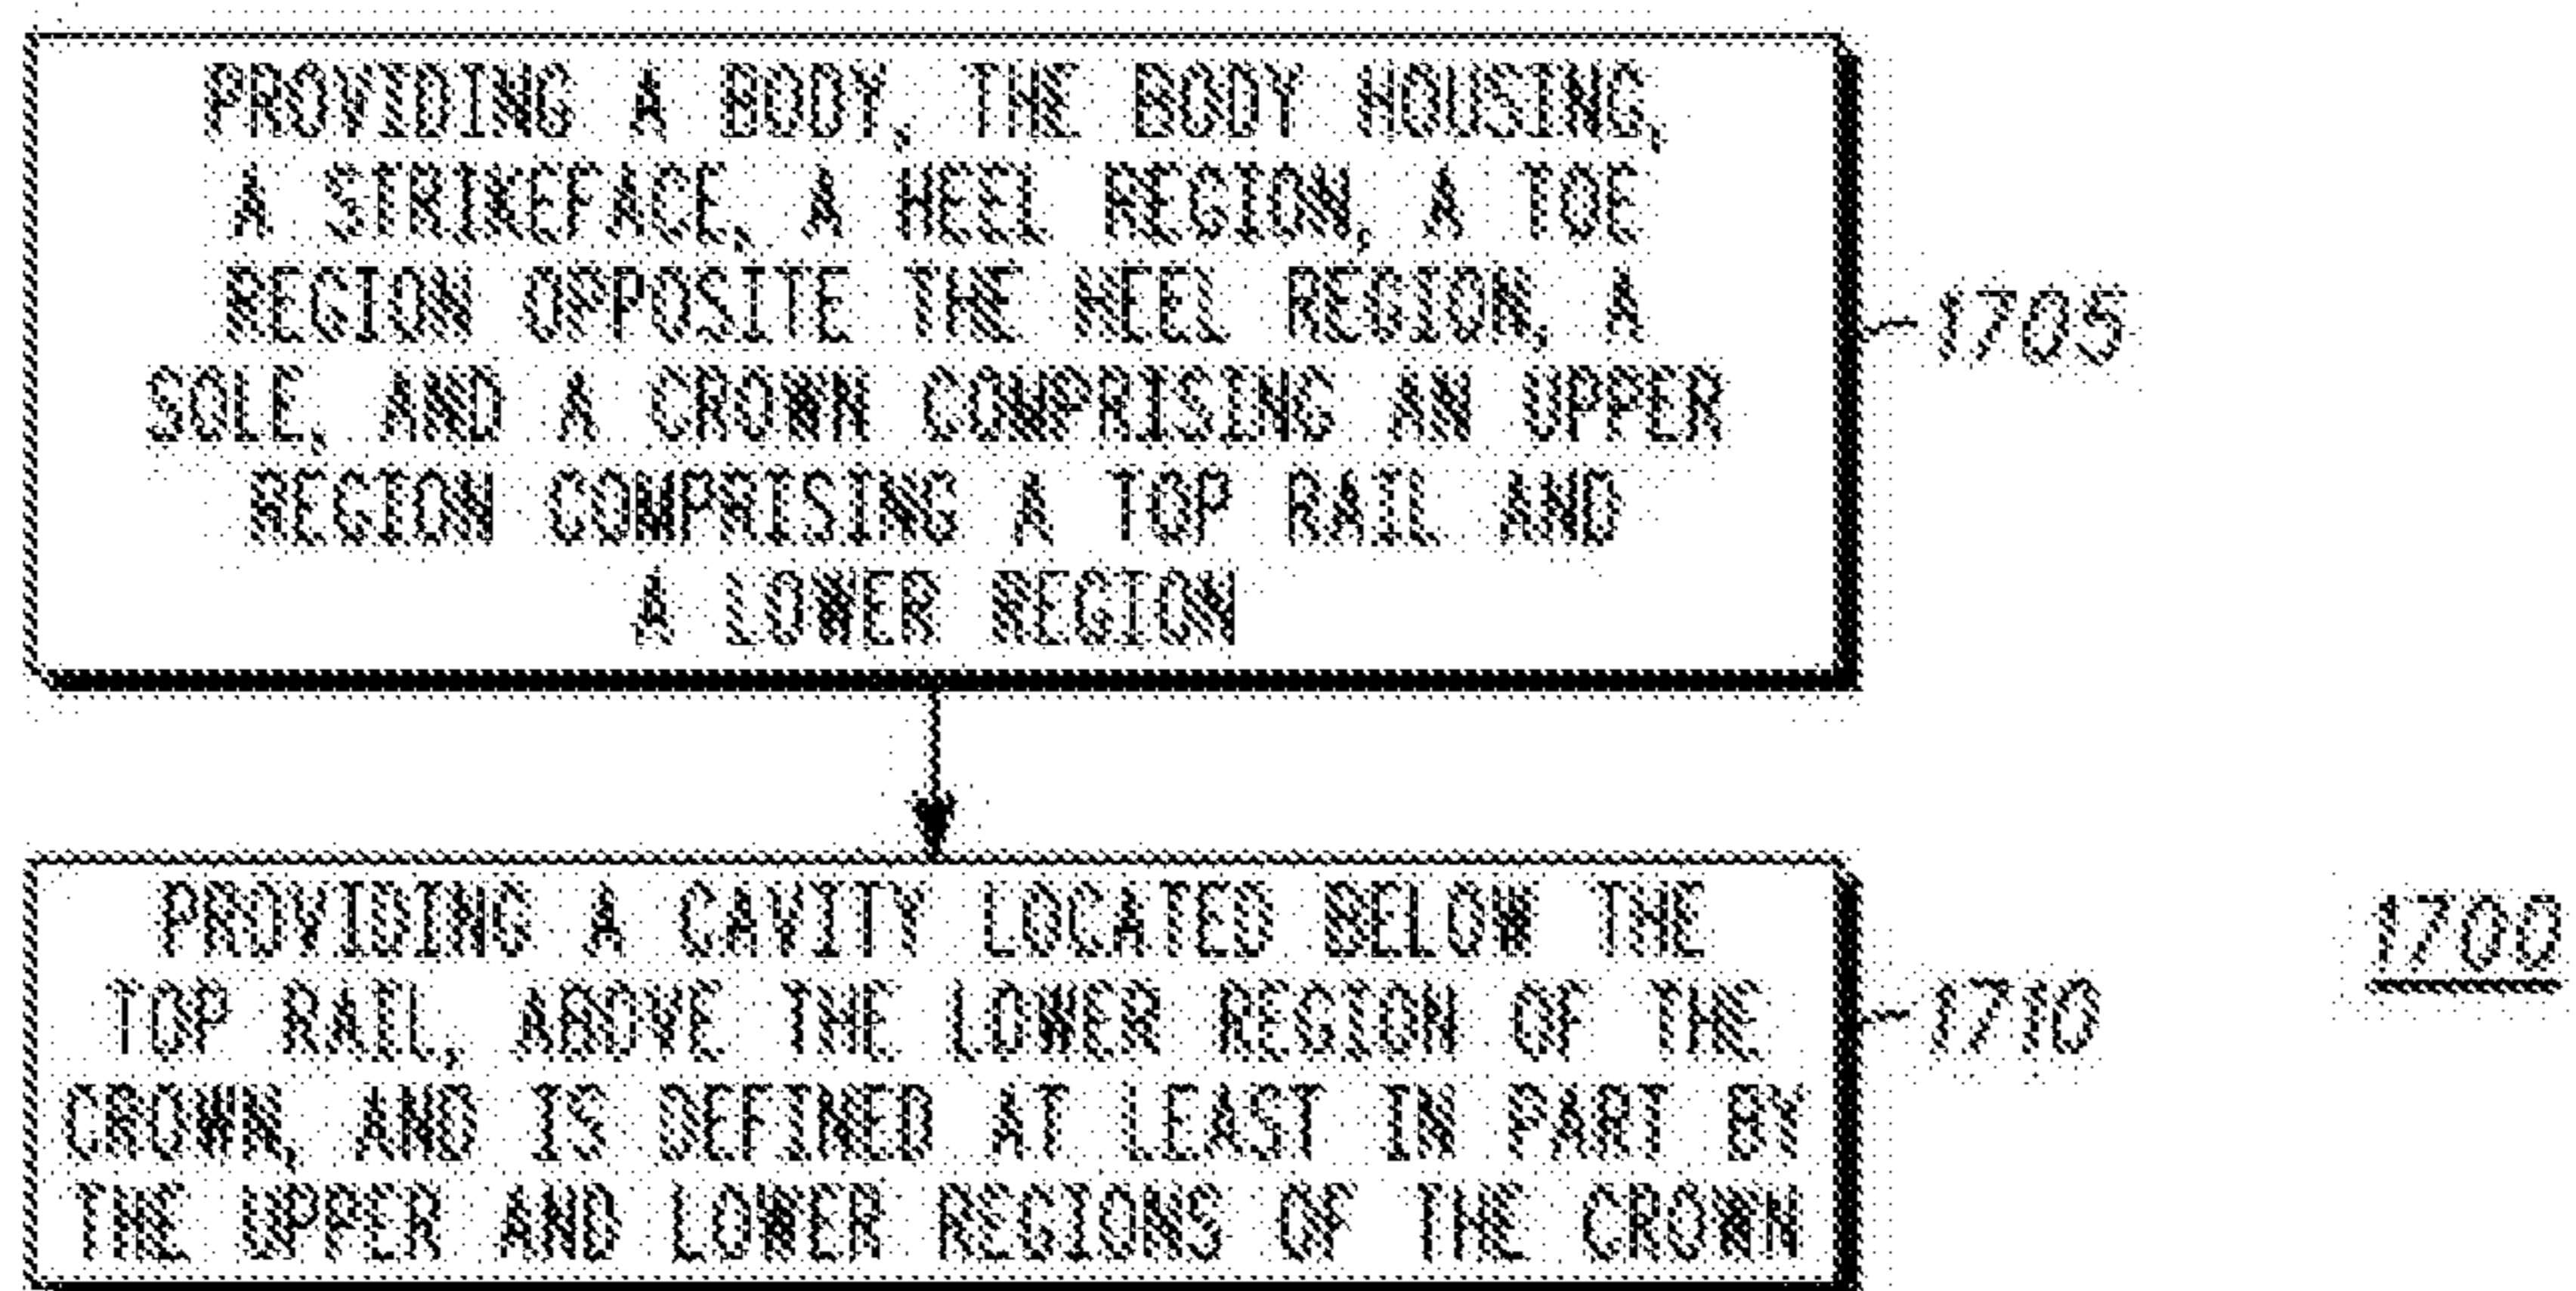 PROVIDING A BODY, THE BODY HOUSING,
A STRIKEFACE, A HEEL REGION, A TOE
REGION OPPOSITE THE HEEL REGION, A
SOLE, AND A CROWN COMPRISING AN UPPER
REGION COMPRISING A TOP RAIL AND
A LOWER REGION
1705
PROVIDING A CAVITY LOCATED BELOW THE
TOP RAIL, ABOVE THE LOWER REGION OF THE
CROWN, AND IS DEFINED AT LEAST IN PART BY
THE UPPER AND LOWER REGIONS OF THE CROWN
1710
1700